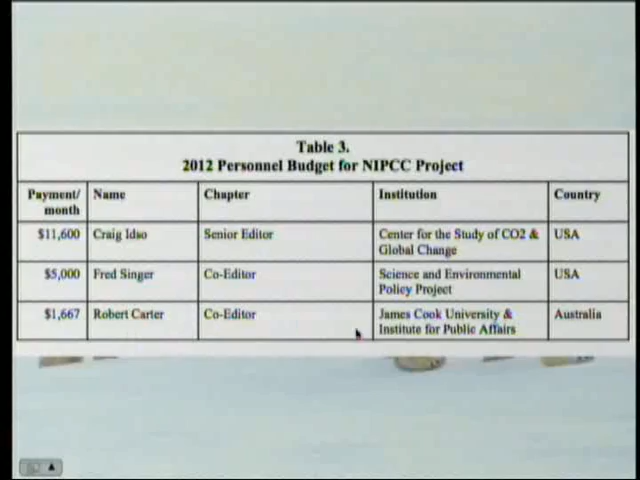 Table 3.
2012 Personnel Budget for NIPCC Project
Payment/ month Name Chapter Institution Country
$11,600 Craig Idso Senior Editor Center for the Study of CO2 & Global Change USA
$5,000 Fred Singer Co-Editor Science and Environmental Policy Project USA
$1,667 Robert Carter Co-Editor James Cook University & Institute for Public Affairs Australia